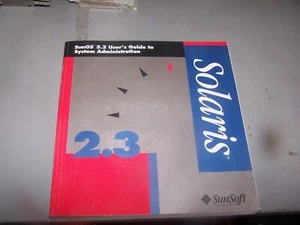 SunOS 5.3 User's Guide to
System Administration
Solaris
2.3
SunSoft